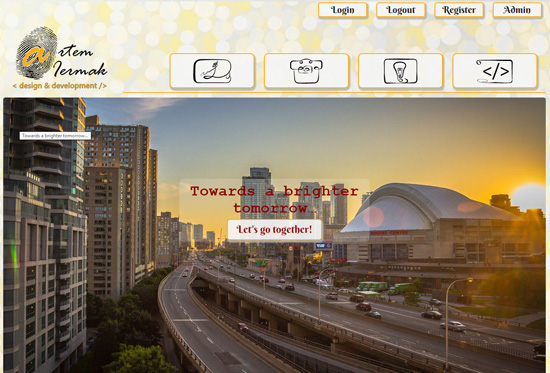 Login
Logout
Register
Admin
artem
Iermak
< design & development />
</>
Towards a brighter tomorrow...
Towards a brighter
tomorrow
Let's go together!